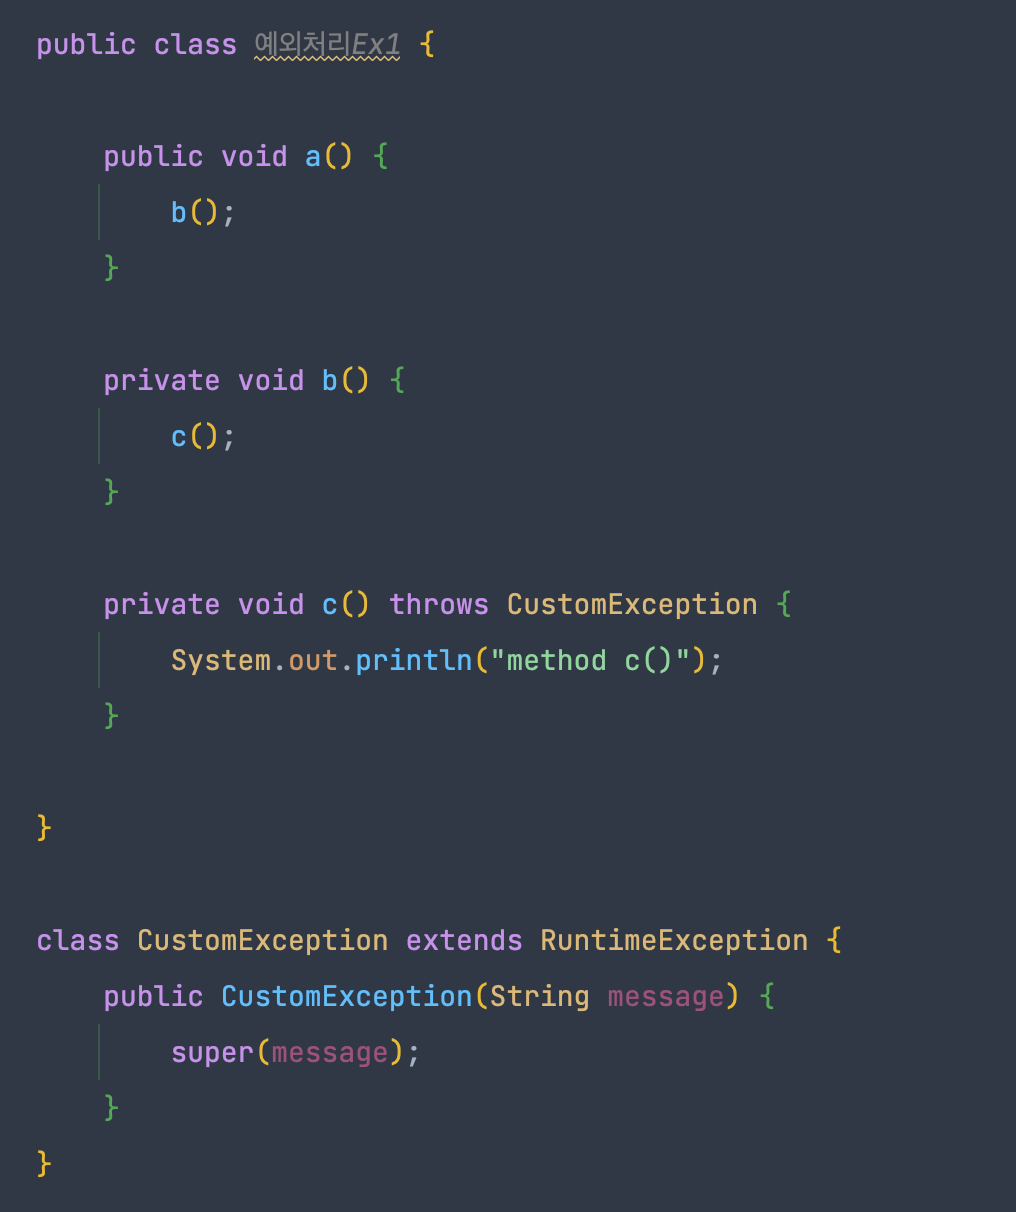 public class 예외처리Ex1 {
public void a() {
b();
}
private void b() {
c();
}
private void c() throws CustomException {
System.out.println("method c()");
}
}
class CustomException extends RuntimeException {
public CustomException(String message) {
super(message);
}
}